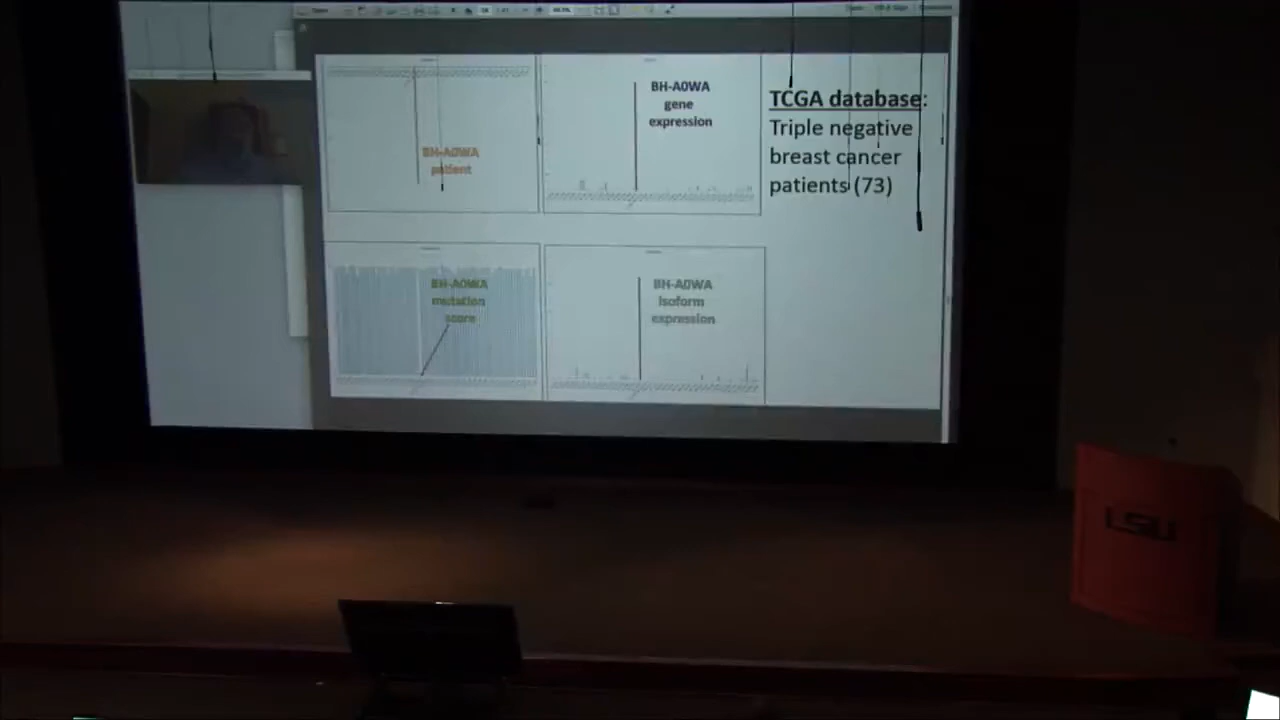 BH-A0WA
patient
BH-A0WA
gene
expression
TCGA database:
Triple negative
breast cancer
patients (73)
BH-A0WA
mutation
score
BH-A0WA
isoform
expression
LSU